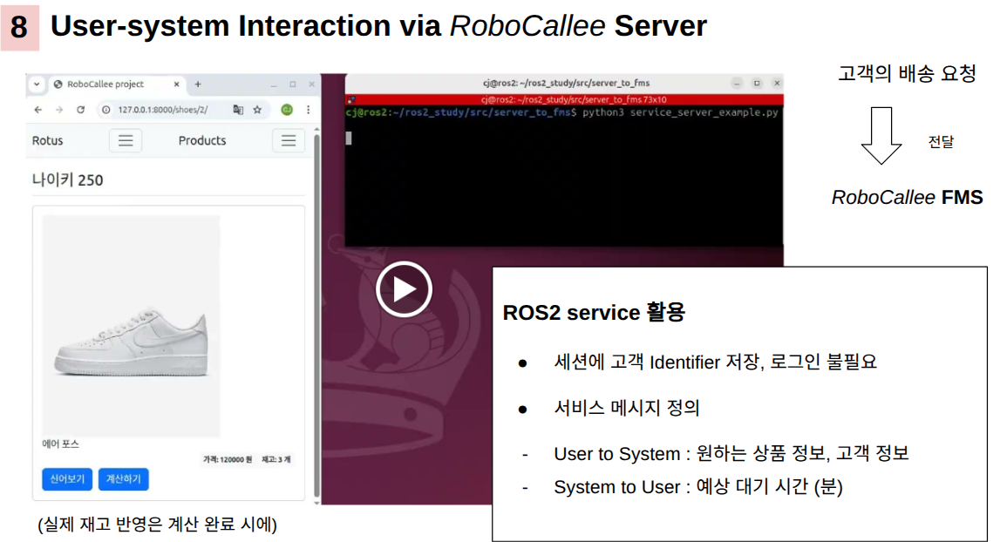 8 User-system Interaction via RoboCallee Server
RoboCallee project
127.0.0.1:8000/shoes/2/
Rotus
Products
나이키 250
에어 포스
가격: 120000 원 재고: 3 개
신어보기 계산하기
(실제 재고 반영은 계산 완료 시에)
cj@ros2: ~/ros2_study/src/server_to_fms
cj@ros2: ~/ros2_study/src/server_to_fms 73x10
cj@ros2:~/ros2_study/src/server_to_fms$ python3 service_server_example.py
고객의 배송 요청
전달
RoboCallee FMS
ROS2 service 활용
● 세션에 고객 Identifier 저장, 로그인 불필요
● 서비스 메시지 정의
- User to System : 원하는 상품 정보, 고객 정보
- System to User : 예상 대기 시간 (분)